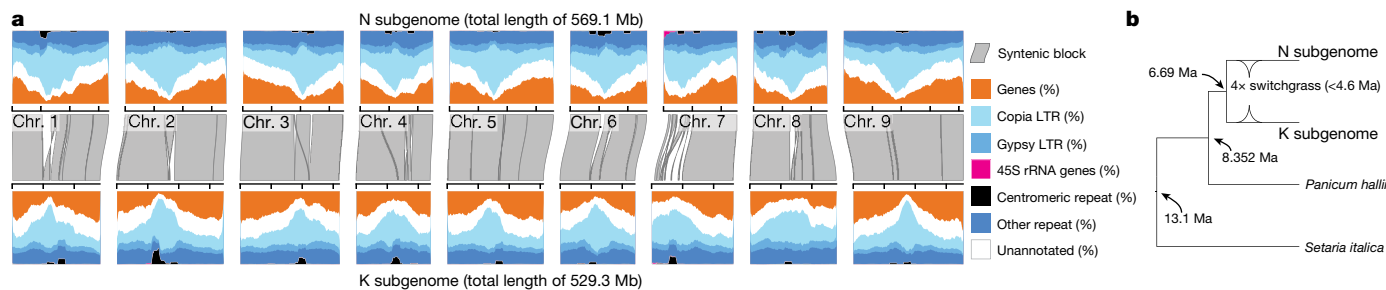 a
N subgenome (total length of 569.1 Mb)
Chr. 1
Chr. 2
Chr. 3
Chr. 4
Chr. 5
Chr. 6
Chr. 7
Chr. 8
Chr. 9
K subgenome (total length of 529.3 Mb)
Syntenic block
Genes (%)
Copia LTR (%)
Gypsy LTR (%)
45S rRNA genes (%)
Centromeric repeat (%)
Other repeat (%)
Unannotated (%)
b
N subgenome
6.69 Ma
4× switchgrass (<4.6 Ma)
K subgenome
8.352 Ma
Panicum hallii
13.1 Ma
Setaria italica